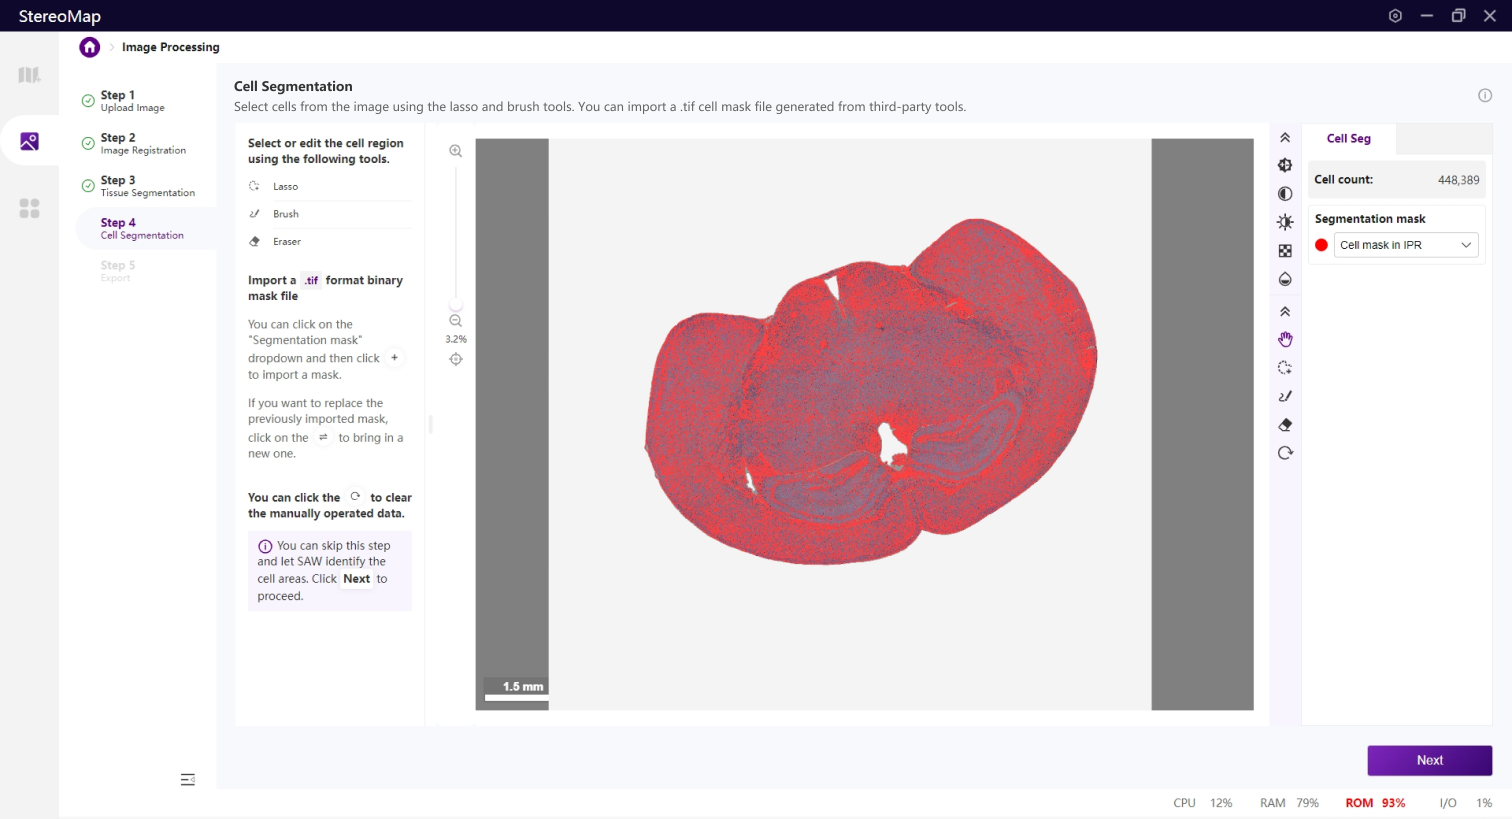 StereoMap
Image Processing
Step 1
Upload Image
Step 2
Image Registration
Step 3
Tissue Segmentation
Step 4
Cell Segmentation
Step 5
Export
Cell Segmentation
Select cells from the image using the lasso and brush tools. You can import a .tif cell mask file generated from third-party tools.
Select or edit the cell region
using the following tools.
Lasso
Brush
Eraser
Import a .tif format binary
mask file
You can click on the
"Segmentation mask"
dropdown and then click +
to import a mask.
If you want to replace the
previously imported mask,
click on the ⇌ to bring in a
new one.
You can click the ⟳ to clear
the manually operated data.
You can skip this step
and let SAW identify the
cell areas. Click Next to
proceed.
3.2%
1.5 mm
Cell Seg
Cell count: 448,389
Segmentation mask
Cell mask in IPR
Next
CPU 12% RAM 79% ROM 93% I/O 1%